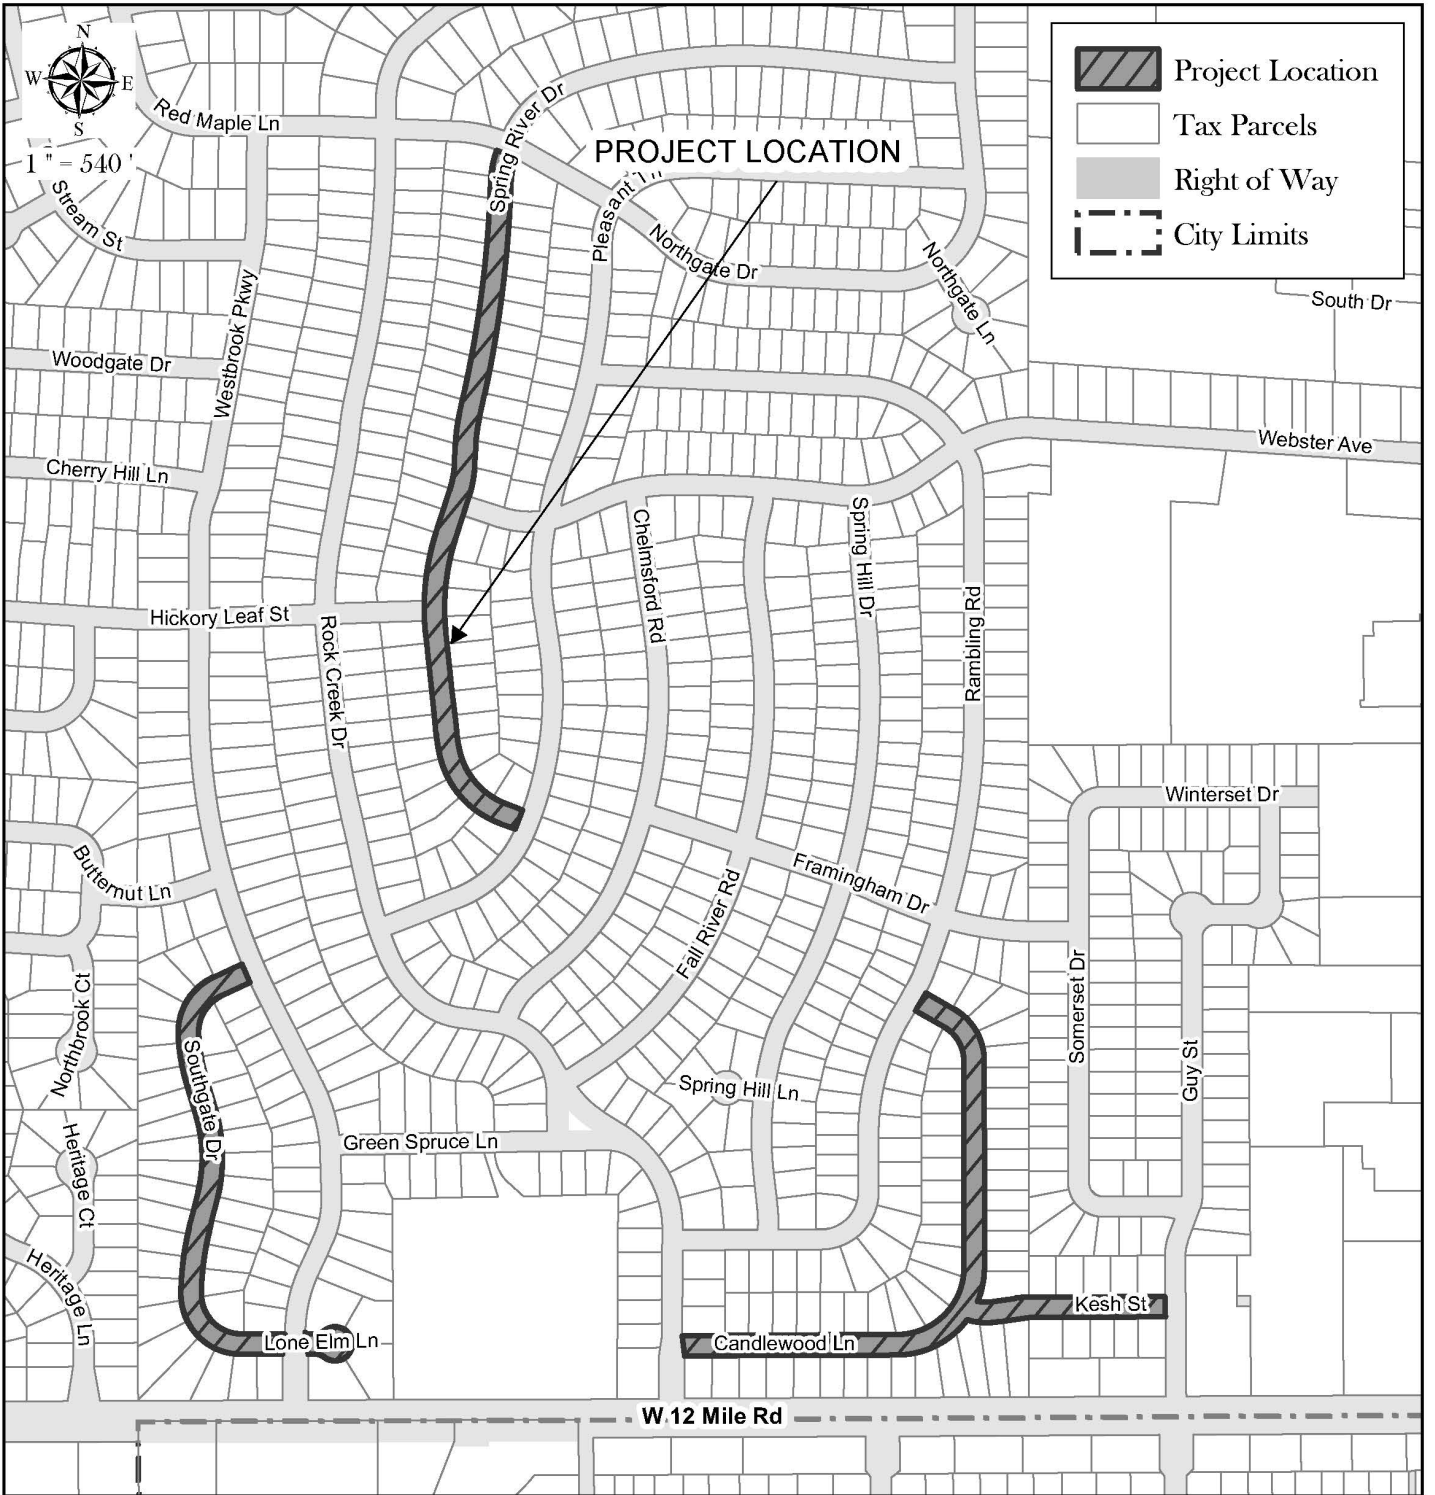 N
W E
S
1 " = 540 '
Project Location
Tax Parcels
Right of Way
City Limits
PROJECT LOCATION
Red Maple Ln
Spring River Dr
Stream St
Pleasant
Northgate Dr
Northgate Ln
South Dr
Westbrook Pkwy
Woodgate Dr
Webster Ave
Cherry Hill Ln
Chelmsford Rd
Spring Hill Dr
Rambling Rd
Hickory Leaf St
Rock Creek Dr
Winterset Dr
Butternut Ln
Framingham Dr
Fall River Rd
Northbrook Ct
Somerset Dr
Guy St
Southgate Dr
Spring Hill Ln
Green Spruce Ln
Heritage Ct
Heritage Ln
Kesh St
Lone Elm Ln
Candlewood Ln
W 12 Mile Rd